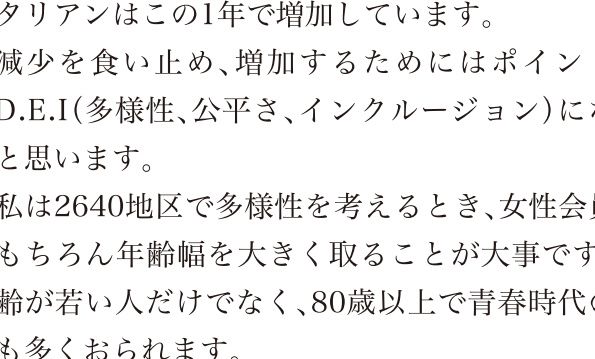 タリアンはこの1年で増加しています。
減少を食い止め、増加するためにはポイン
D.E.I(多様性、公平さ、インクルージョン)に
と思います。
私は2640地区で多様性を考えるとき、女性会
もちろん年齢幅を大きく取ることが大事です
齢が若い人だけでなく、80歳以上で青春時代の
も多くおられます。